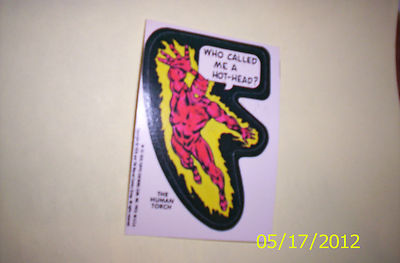 WHO CALLED
ME A
HOT-HEAD?
THE
HUMAN
TORCH
05/17/2012